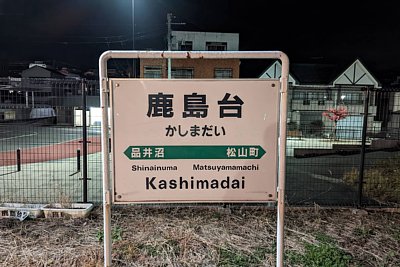 鹿島台
かしまだい
品井沼 松山町
Shinainuma Matsuyamamachi
Kashimadai